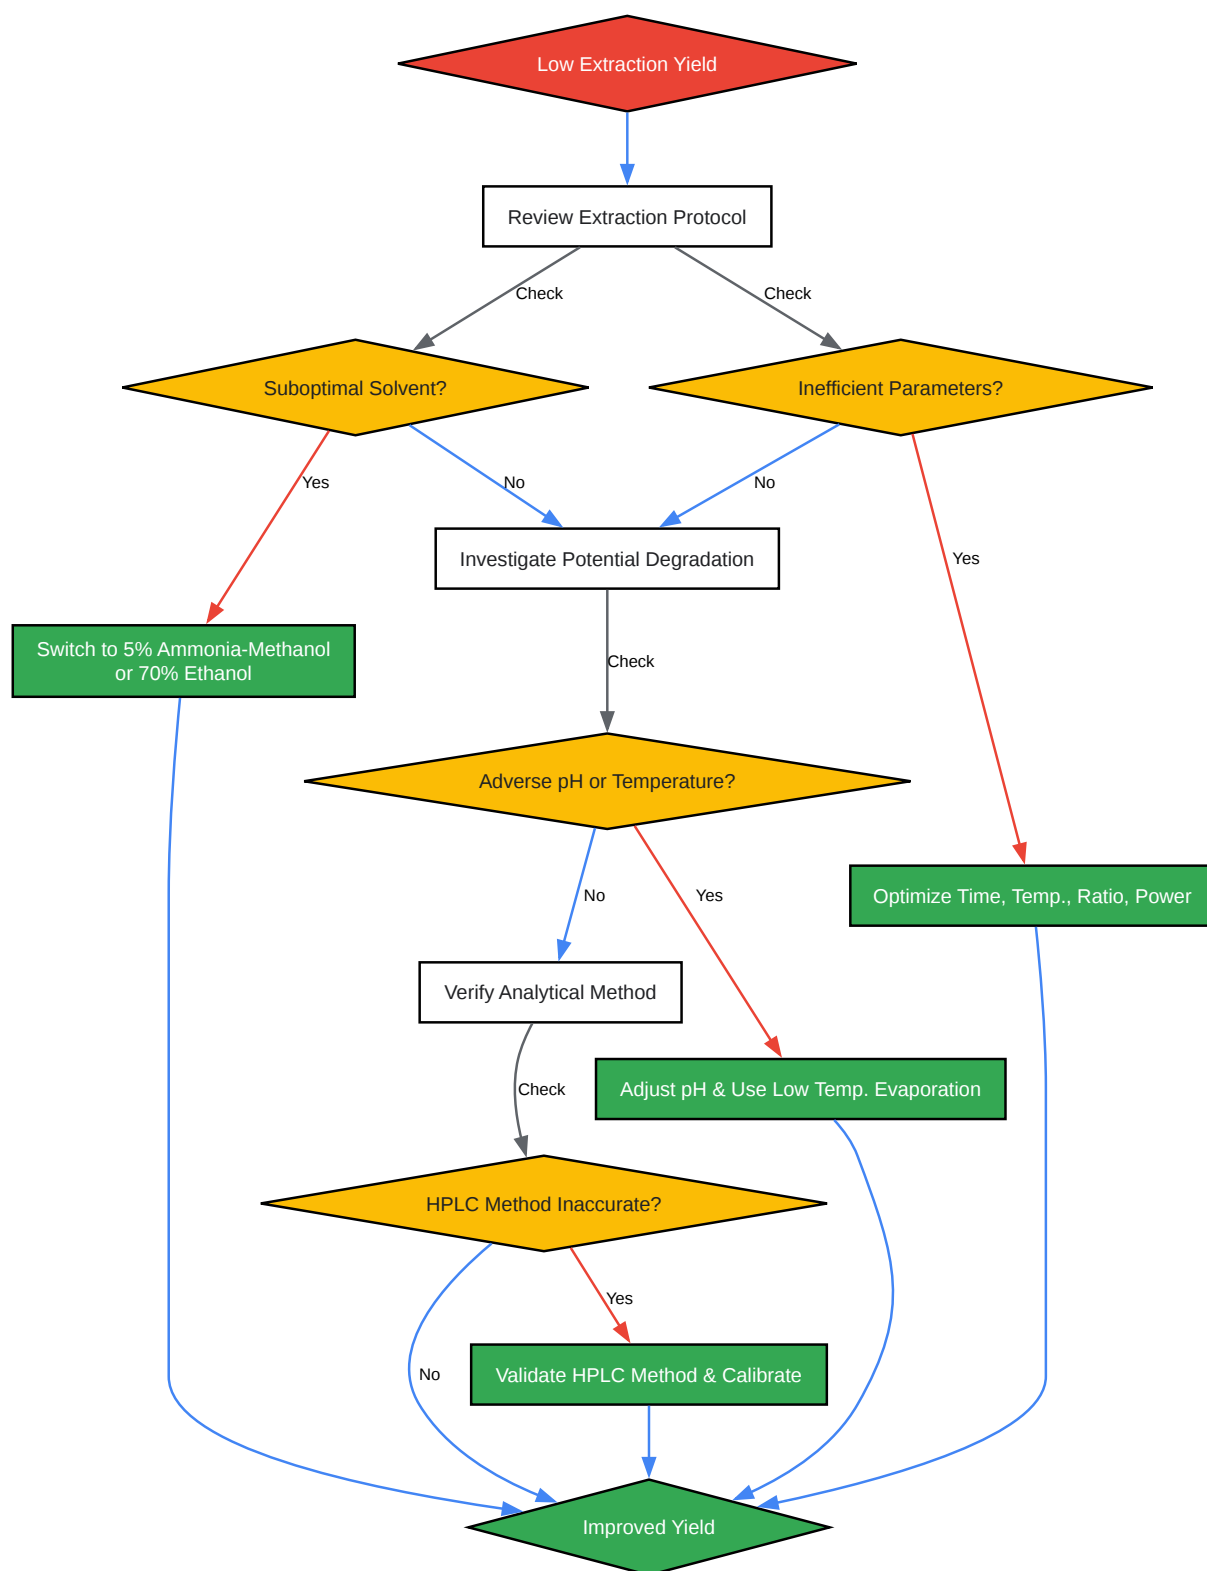 Low Extraction Yield
Review Extraction Protocol
Check
Check
Suboptimal Solvent?
Inefficient Parameters?
Yes
No
No
Investigate Potential Degradation
Yes
Switch to 5% Ammonia-Methanol
or 70% Ethanol
Check
Adverse pH or Temperature?
No
Yes
Optimize Time, Temp., Ratio, Power
Verify Analytical Method
Check
Adjust pH & Use Low Temp. Evaporation
HPLC Method Inaccurate?
Yes
No
Validate HPLC Method & Calibrate
Improved Yield